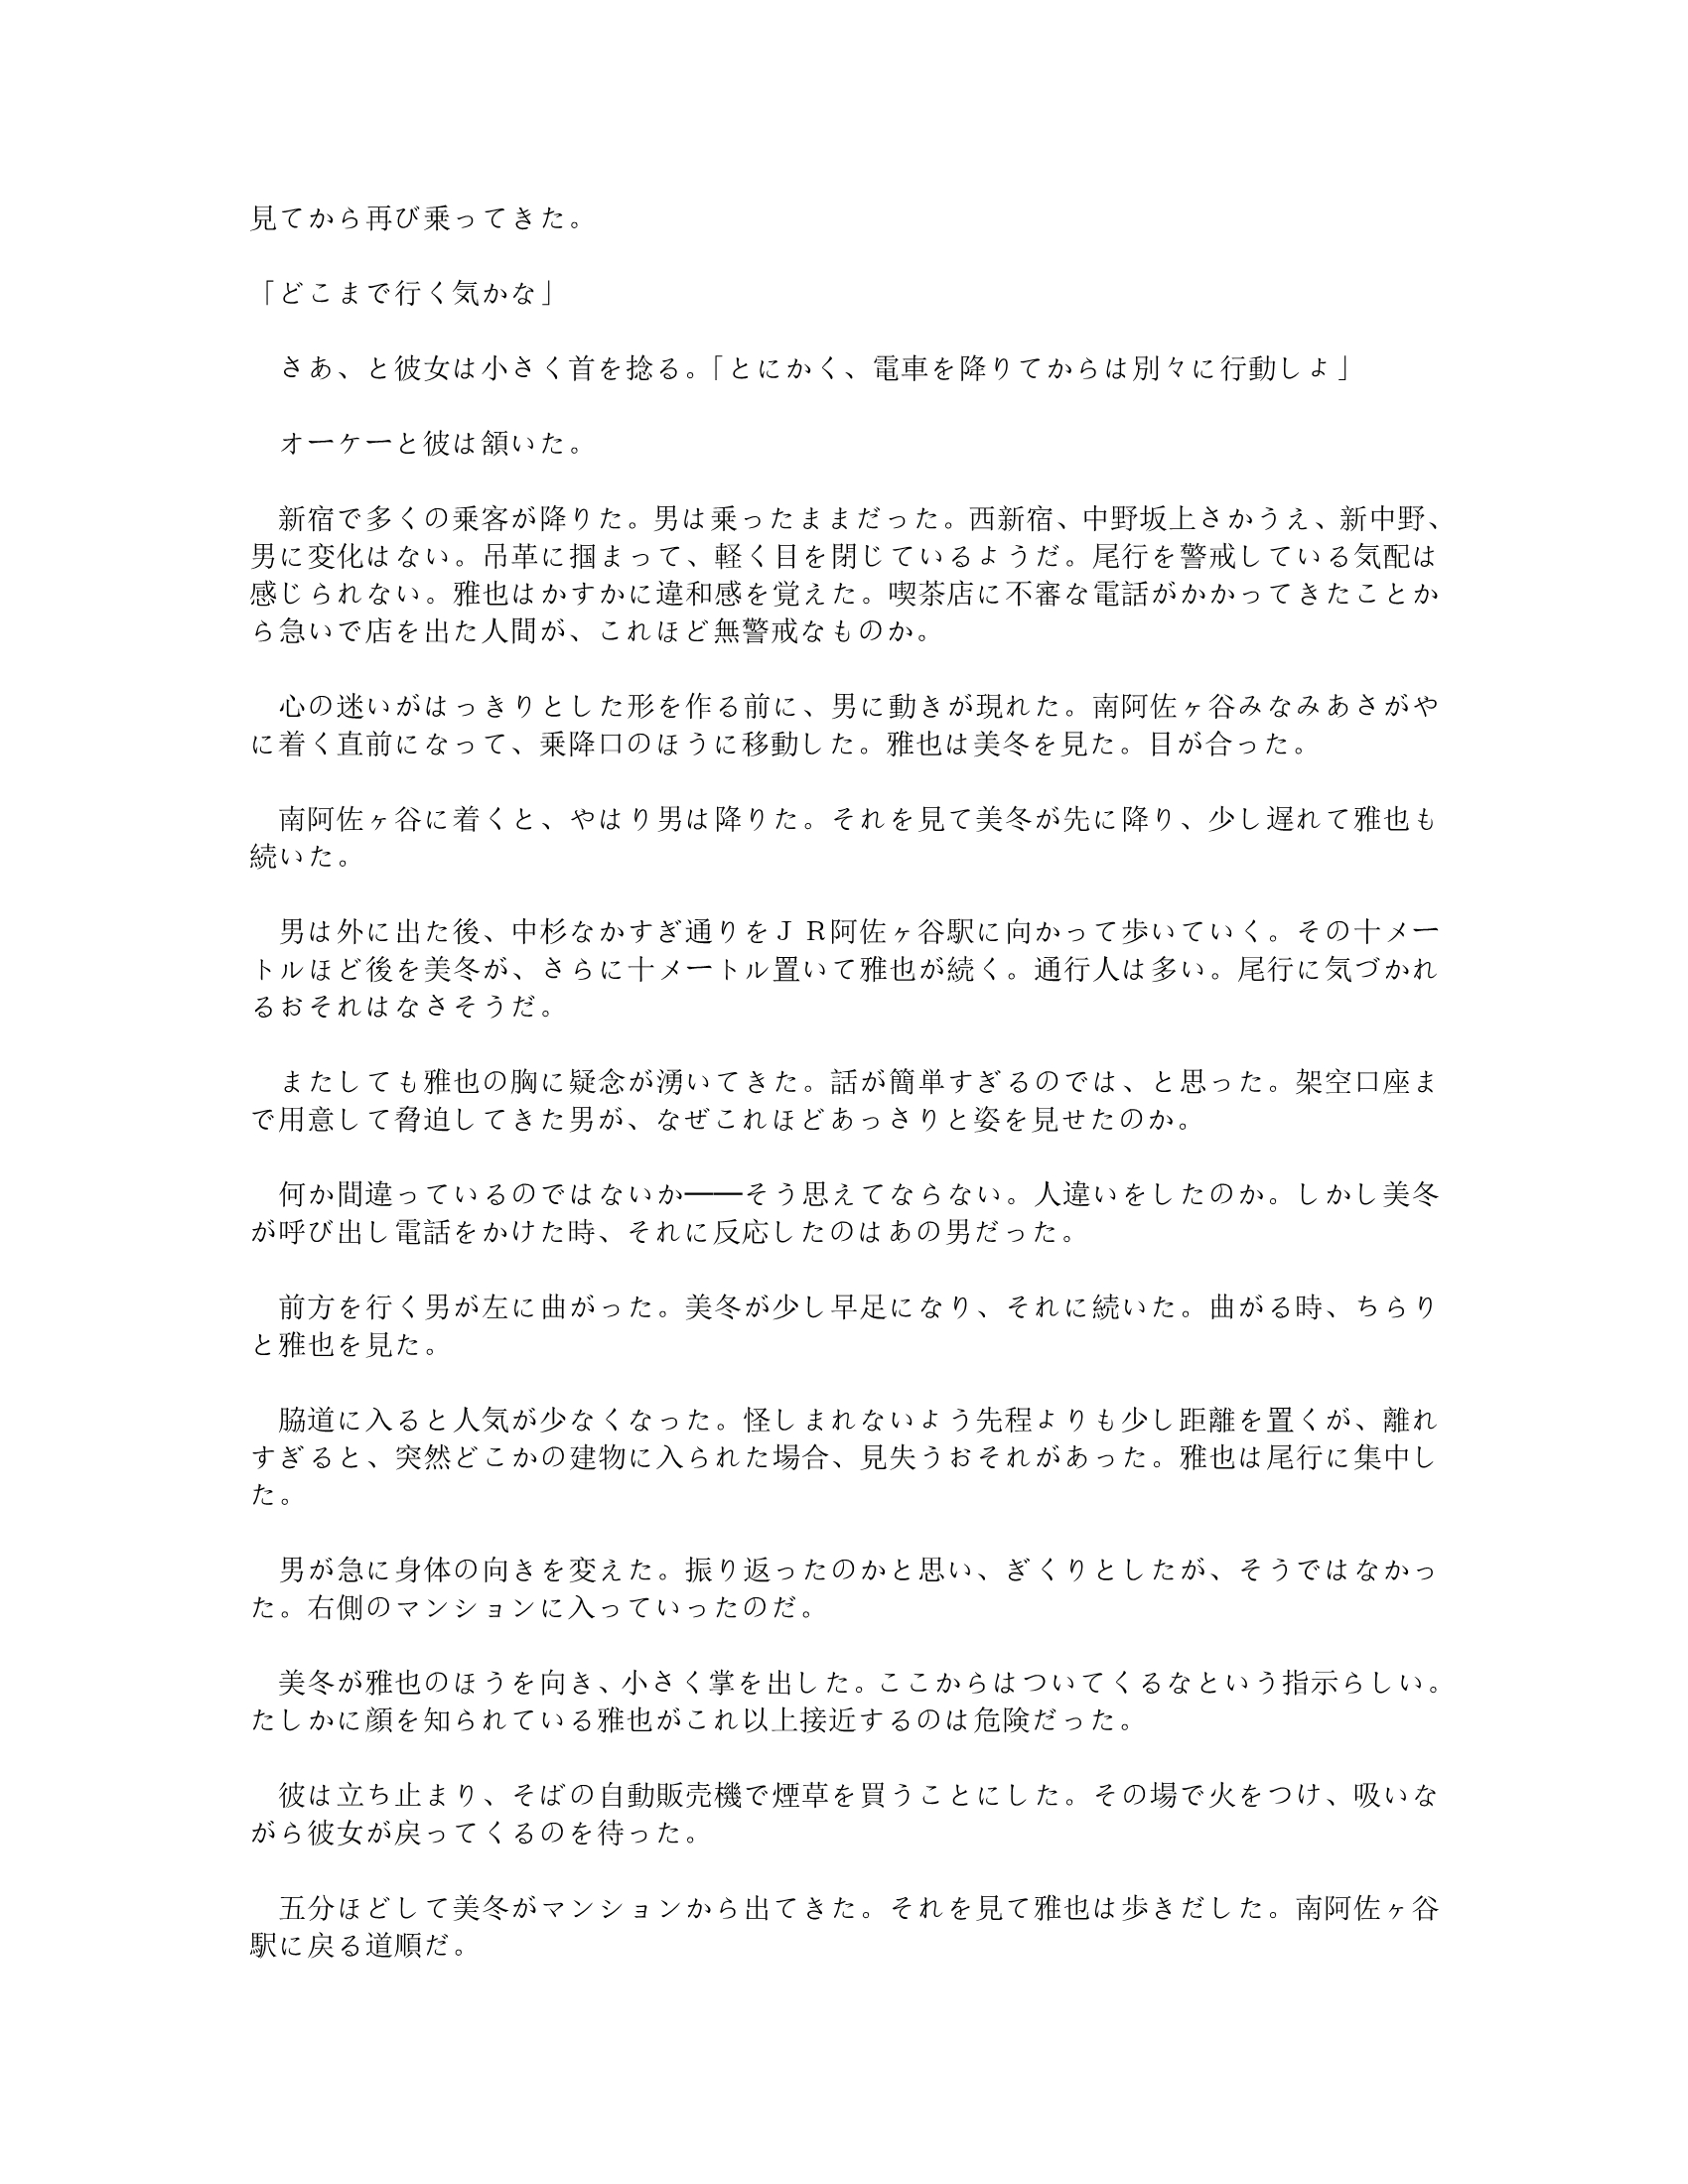 見てから再び乗ってきた。
「どこまで行く気かな」
　さあ、と彼女は小さく首を捻る。「とにかく、電車を降りてからは別々に行動しよ」
　オーケーと彼は頷いた。
　新宿で多くの乗客が降りた。男は乗ったままだった。西新宿、中野坂上さかうえ、新中野、
男に変化はない。吊革に掴まって、軽く目を閉じているようだ。尾行を警戒している気配は
感じられない。雅也はかすかに違和感を覚えた。喫茶店に不審な電話がかかってきたことか
ら急いで店を出た人間が、これほど無警戒なものか。
　心の迷いがはっきりとした形を作る前に、男に動きが現れた。南阿佐ヶ谷みなみあさがや
に着く直前になって、乗降口のほうに移動した。雅也は美冬を見た。目が合った。
　南阿佐ヶ谷に着くと、やはり男は降りた。それを見て美冬が先に降り、少し遅れて雅也も
続いた。
　男は外に出た後、中杉なかすぎ通りをＪＲ阿佐ヶ谷駅に向かって歩いていく。その十メー
トルほど後を美冬が、さらに十メートル置いて雅也が続く。通行人は多い。尾行に気づかれ
るおそれはなさそうだ。
　またしても雅也の胸に疑念が湧いてきた。話が簡単すぎるのでは、と思った。架空口座ま
で用意して脅迫してきた男が、なぜこれほどあっさりと姿を見せたのか。
　何か間違っているのではないか――そう思えてならない。人違いをしたのか。しかし美冬
が呼び出し電話をかけた時、それに反応したのはあの男だった。
　前方を行く男が左に曲がった。美冬が少し早足になり、それに続いた。曲がる時、ちらり
と雅也を見た。
　脇道に入ると人気が少なくなった。怪しまれないよう先程よりも少し距離を置くが、離れ
すぎると、突然どこかの建物に入られた場合、見失うおそれがあった。雅也は尾行に集中し
た。
　男が急に身体の向きを変えた。振り返ったのかと思い、ぎくりとしたが、そうではなかっ
た。右側のマンションに入っていったのだ。
　美冬が雅也のほうを向き、小さく掌を出した。ここからはついてくるなという指示らしい。
たしかに顔を知られている雅也がこれ以上接近するのは危険だった。
　彼は立ち止まり、そばの自動販売機で煙草を買うことにした。その場で火をつけ、吸いな
がら彼女が戻ってくるのを待った。
　五分ほどして美冬がマンションから出てきた。それを見て雅也は歩きだした。南阿佐ヶ谷
駅に戻る道順だ。